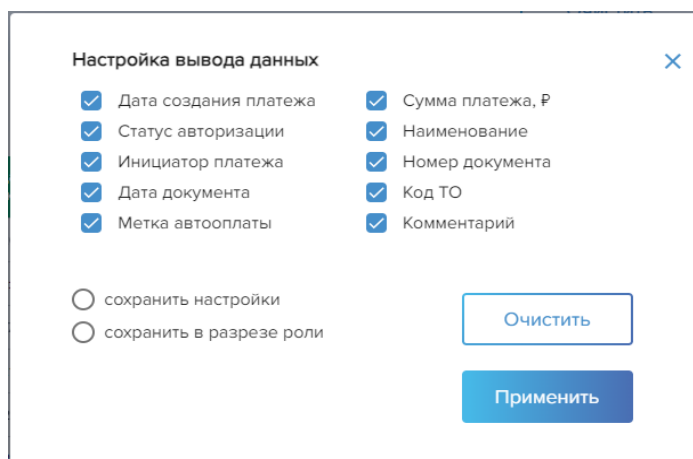 Настройка вывода данных
Дата создания платежа
Сумма платежа, ₽
Статус авторизации
Наименование
Инициатор платежа
Номер документа
Дата документа
Код ТО
Метка автооплаты
Комментарий
сохранить настройки
сохранить в разрезе роли
Очистить
Применить